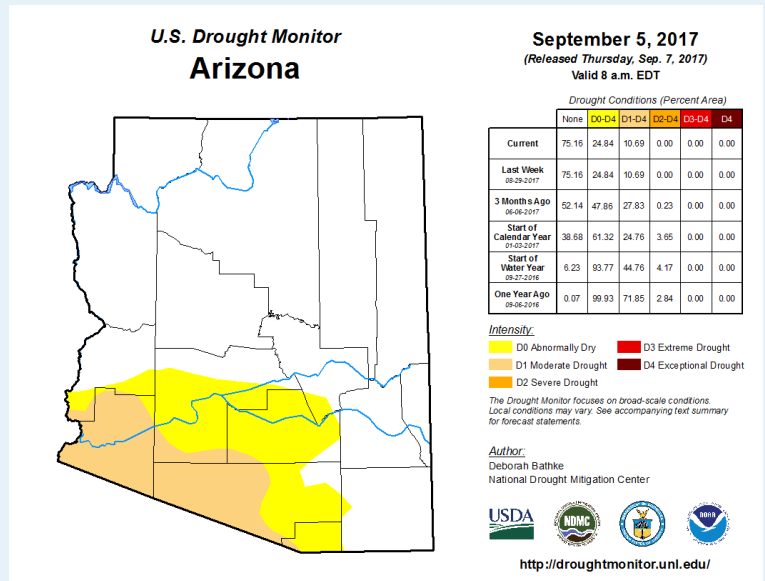 U.S. Drought Monitor
Arizona
September 5, 2017
(Released Thursday, Sep. 7, 2017)
Valid 8 a.m. EDT
Drought Conditions (Percent Area)
None D0-D4 D1-D4 D2-D4 D3-D4 D4
Current 75.16 24.84 10.69 0.00 0.00 0.00
Last Week 08-29-2017 75.16 24.84 10.69 0.00 0.00 0.00
3 Months Ago 06-06-2017 52.14 47.86 27.83 0.23 0.00 0.00
Start of Calendar Year 01-03-2017 38.68 61.32 24.76 3.65 0.00 0.00
Start of Water Year 09-27-2016 6.23 93.77 44.76 4.17 0.00 0.00
One Year Ago 09-06-2016 0.07 99.93 71.85 2.84 0.00 0.00
Intensity:
D0 Abnormally Dry
D1 Moderate Drought
D2 Severe Drought
D3 Extreme Drought
D4 Exceptional Drought
The Drought Monitor focuses on broad-scale conditions.
Local conditions may vary. See accompanying text summary
for forecast statements.
Author:
Deborah Bathke
National Drought Mitigation Center
USDA
NDMC
NOAA
http://droughtmonitor.unl.edu/